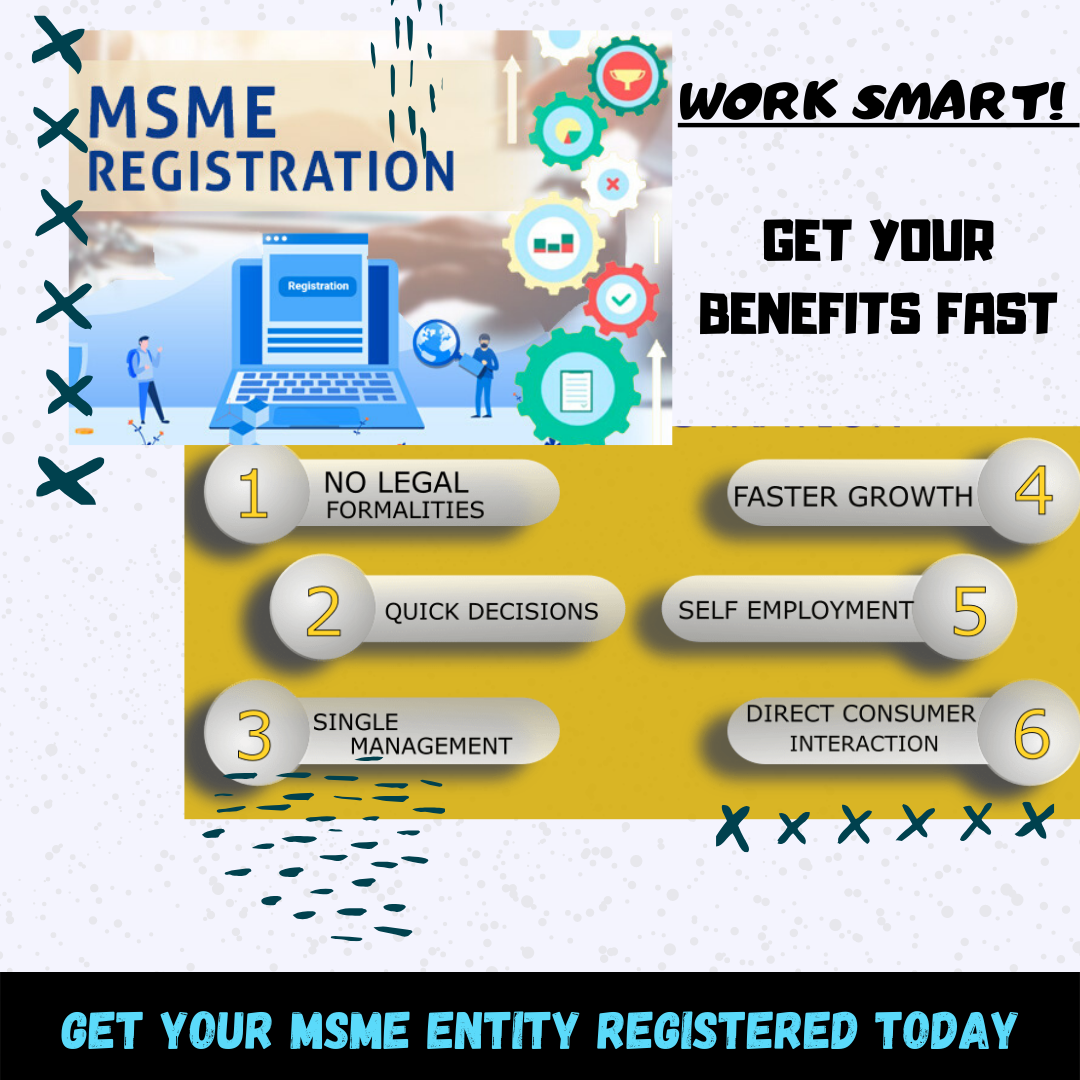 MSME
REGISTRATION
Registration
WORK SMART!
GET YOUR
BENEFITS FAST
1
NO LEGAL
FORMALITIES
2
QUICK DECISIONS
3
SINGLE
MANAGEMENT
FASTER GROWTH
4
SELF EMPLOYMENT
5
DIRECT CONSUMER
INTERACTION
6
GET YOUR MSME ENTITY REGISTERED TODAY